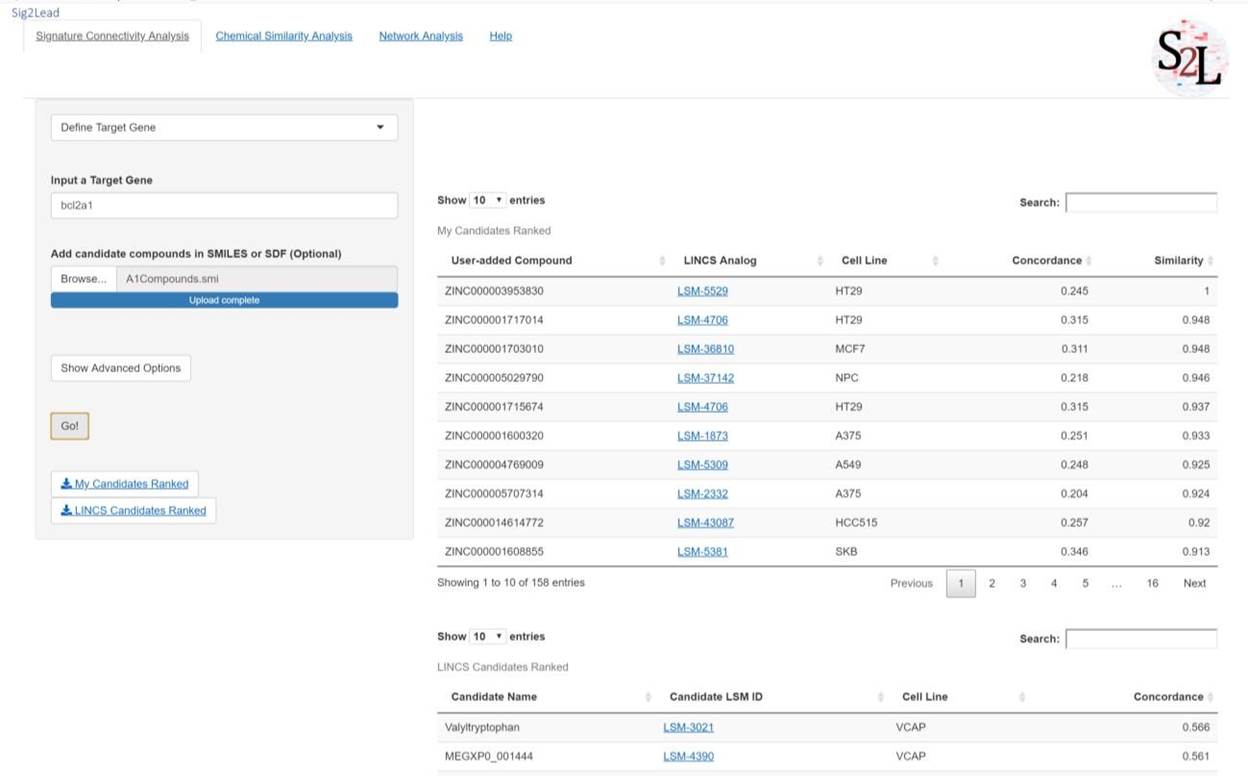 Sig2Lead
Signature Connectivity Analysis Chemical Similarity Analysis Network Analysis Help
S2L
Define Target Gene
Input a Target Gene
bcl2a1
Add candidate compounds in SMILES or SDF (Optional)
Browse... A1Compounds.smi
Upload complete
Show Advanced Options
Go!
My Candidates Ranked
LINCS Candidates Ranked
Show 10 entries Search:
My Candidates Ranked
User-added Compound LINCS Analog Cell Line Concordance Similarity
ZINC000003953830 LSM-5529 HT29 0.245 1
ZINC000001717014 LSM-4706 HT29 0.315 0.948
ZINC000001703010 LSM-36810 MCF7 0.311 0.948
ZINC000005029790 LSM-37142 NPC 0.218 0.946
ZINC000001715674 LSM-4706 HT29 0.315 0.937
ZINC000001600320 LSM-1873 A375 0.251 0.933
ZINC000004769009 LSM-5309 A549 0.248 0.925
ZINC000005707314 LSM-2332 A375 0.204 0.924
ZINC000014614772 LSM-43087 HCC515 0.257 0.92
ZINC000001608855 LSM-5381 SKB 0.346 0.913
Showing 1 to 10 of 158 entries Previous 1 2 3 4 5 ... 16 Next
Show 10 entries Search:
LINCS Candidates Ranked
Candidate Name Candidate LSM ID Cell Line Concordance
Valyltryptophan LSM-3021 VCAP 0.566
MEGXP0_001444 LSM-4390 VCAP 0.561